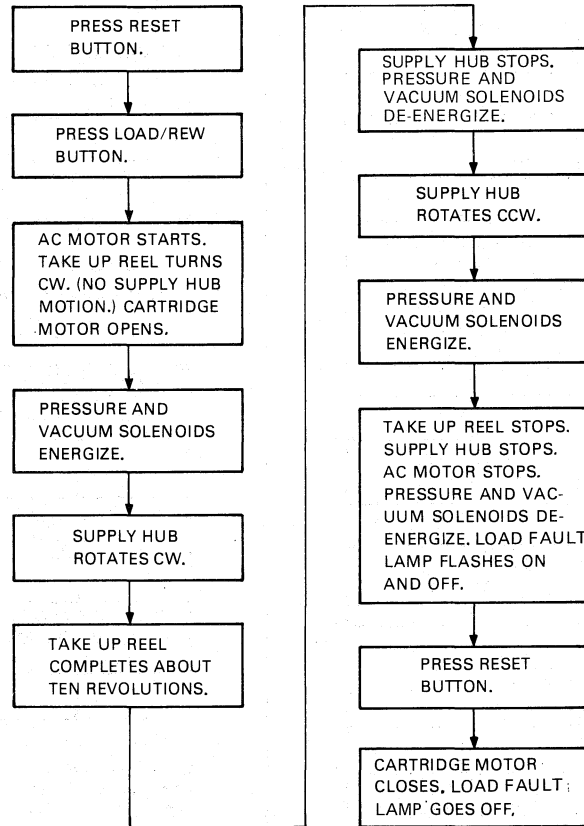 PRESS RESET
BUTTON.
PRESS LOAD/REW
BUTTON.
AC MOTOR STARTS.
TAKE UP REEL TURNS
CW. (NO SUPPLY HUB
MOTION.) CARTRIDGE
MOTOR OPENS.
PRESSURE AND
VACUUM SOLENOIDS
ENERGIZE.
SUPPLY HUB
ROTATES CW.
TAKE UP REEL
COMPLETES ABOUT
TEN REVOLUTIONS.
SUPPLY HUB STOPS.
PRESSURE AND
VACUUM SOLENOIDS
DE-ENERGIZE.
SUPPLY HUB
ROTATES CCW.
PRESSURE AND
VACUUM SOLENOIDS
ENERGIZE.
TAKE UP REEL STOPS.
SUPPLY HUB STOPS.
AC MOTOR STOPS.
PRESSURE AND VAC-
UUM SOLENOIDS DE-
ENERGIZE. LOAD FAULT
LAMP FLASHES ON
AND OFF.
PRESS RESET
BUTTON.
CARTRIDGE MOTOR
CLOSES. LOAD FAULT
LAMP GOES OFF.